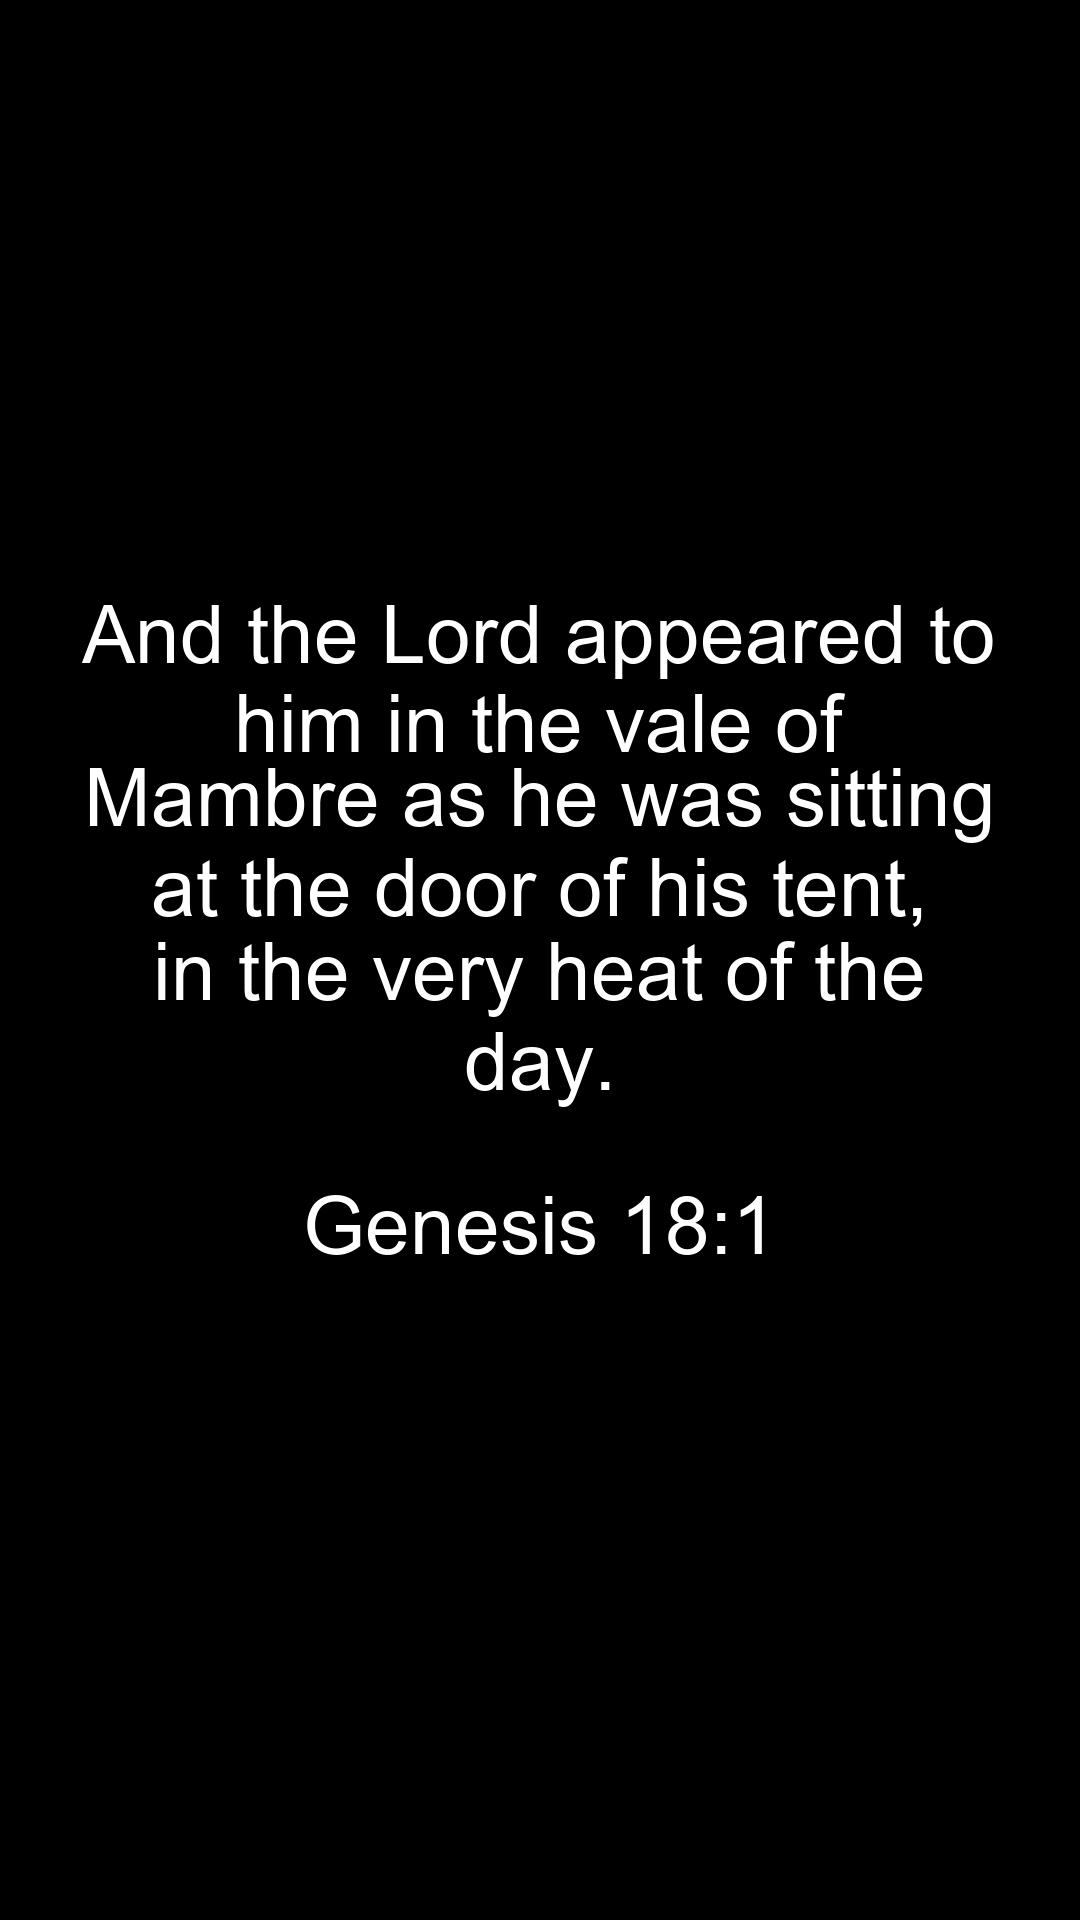 And the Lord appeared to
him in the vale of
Mambre as he was sitting
at the door of his tent,
in the very heat of the
day.
Genesis 18:1